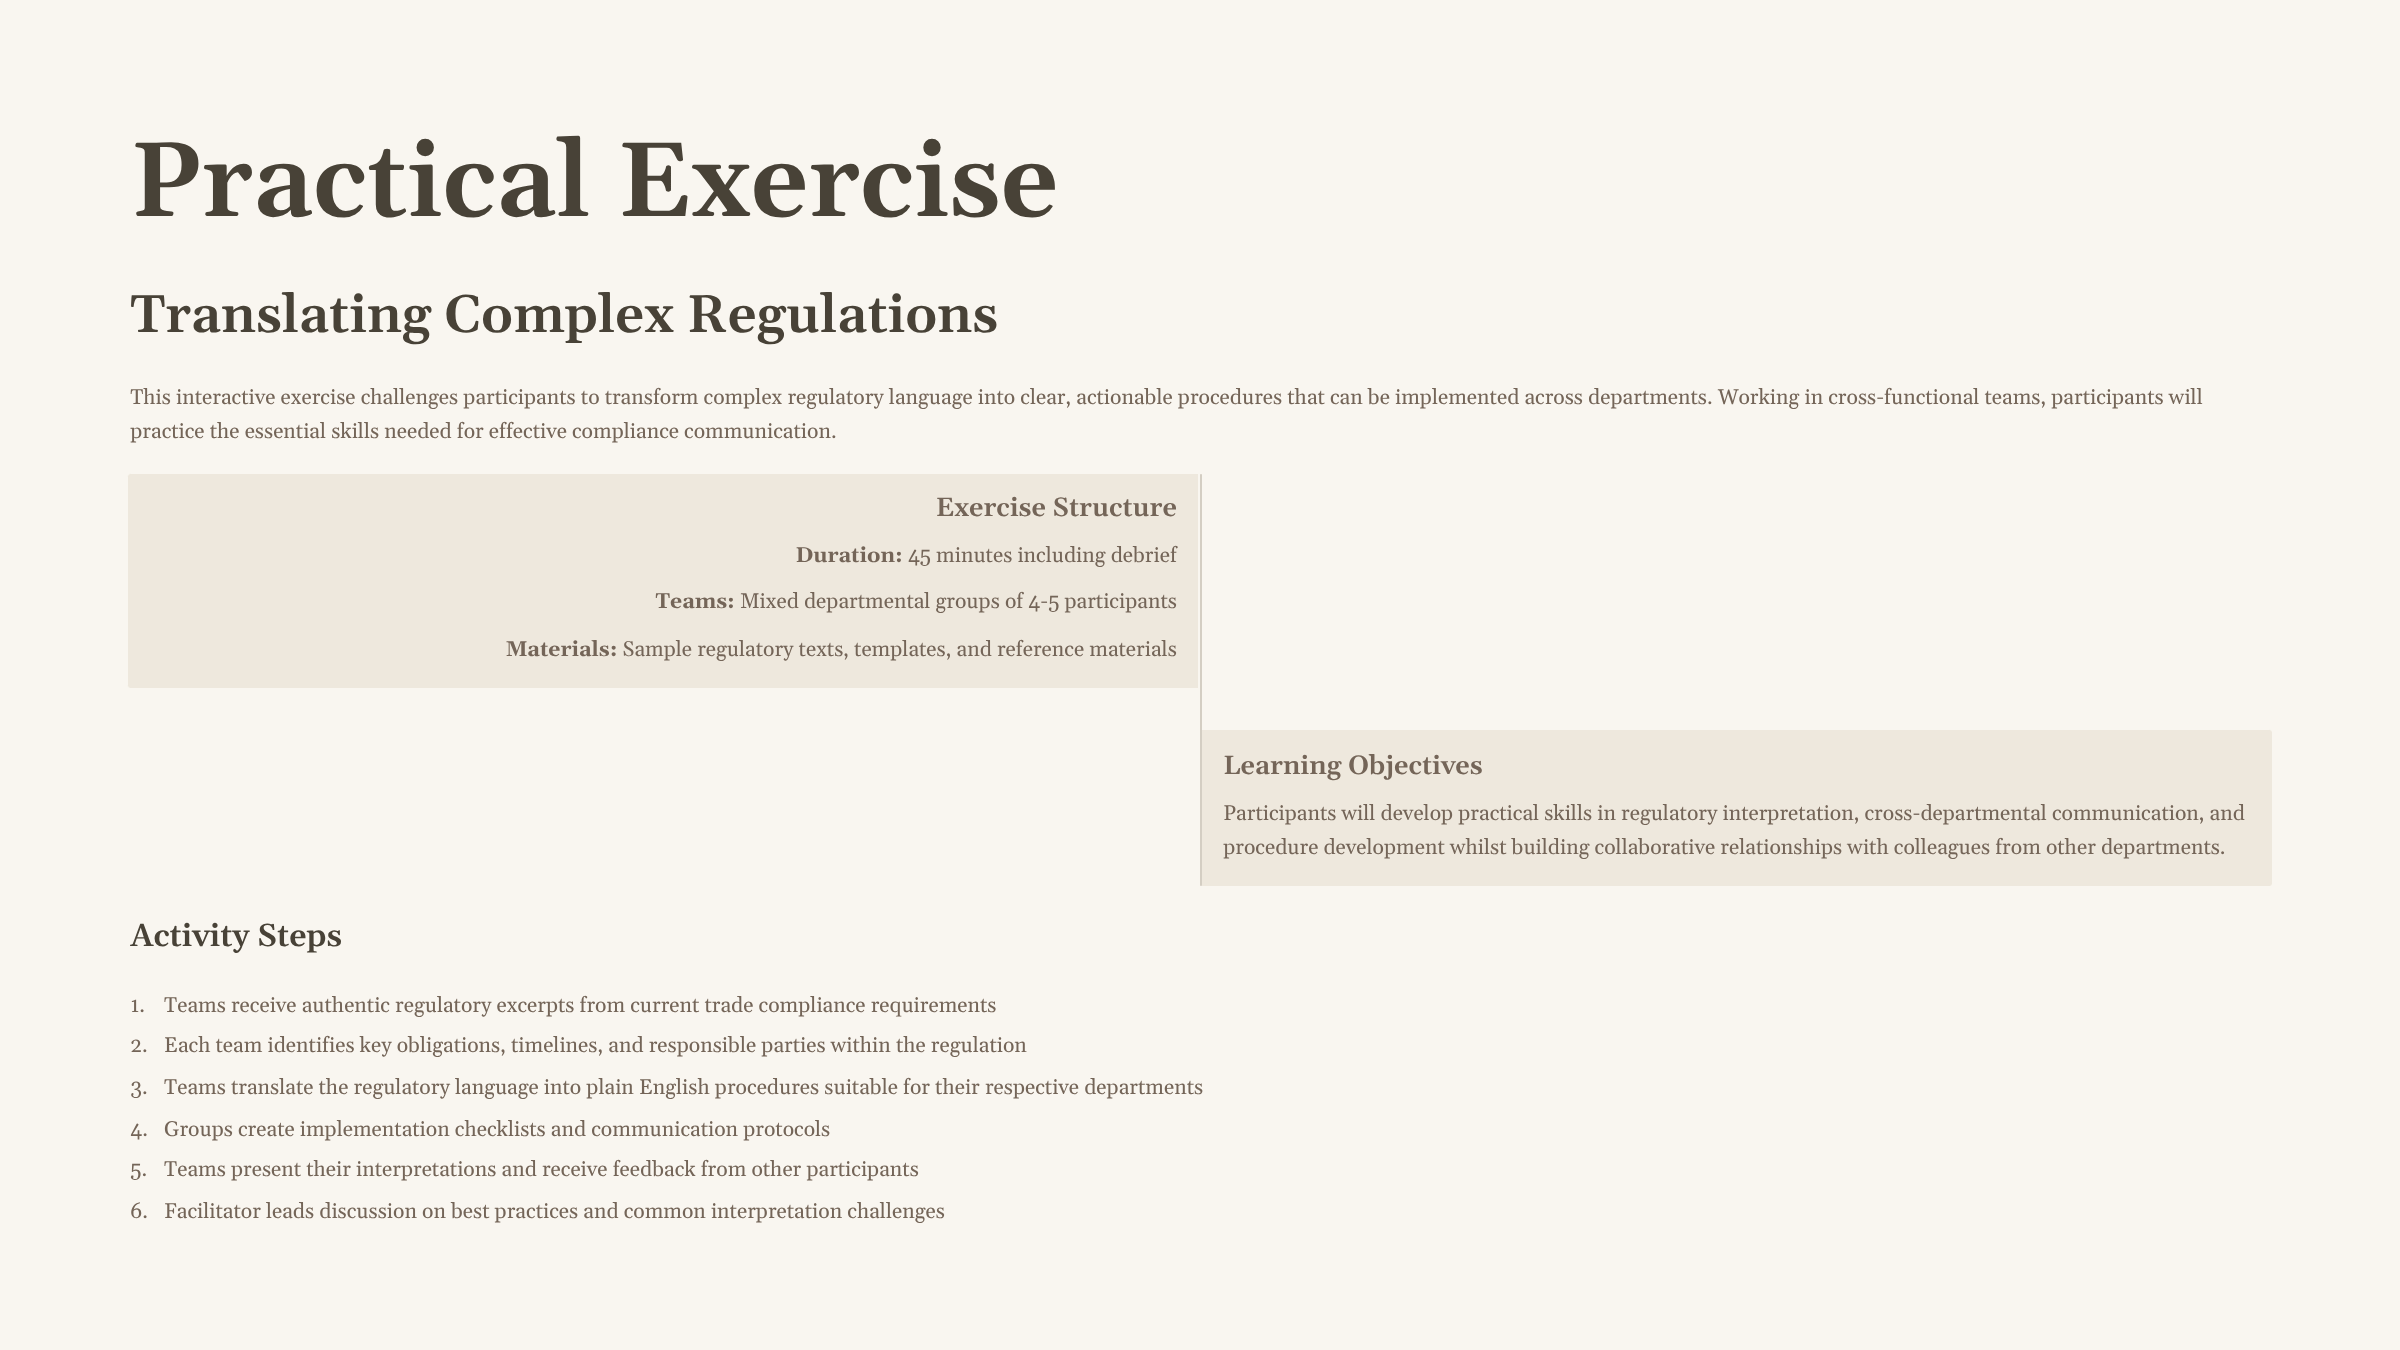 Practical Exercise
Translating Complex Regulations
This interactive exercise challenges participants to transform complex regulatory language into clear, actionable procedures that can be implemented across departments. Working in cross-functional teams, participants will
practice the essential skills needed for effective compliance communication.
Exercise Structure
Duration: 45 minutes including debrief
Teams: Mixed departmental groups of 4-5 participants
Materials: Sample regulatory texts, templates, and reference materials
Learning Objectives
Participants will develop practical skills in regulatory interpretation, cross-departmental communication, and
procedure development whilst building collaborative relationships with colleagues from other departments.
Activity Steps
1. Teams receive authentic regulatory excerpts from current trade compliance requirements
2. Each team identifies key obligations, timelines, and responsible parties within the regulation
3. Teams translate the regulatory language into plain English procedures suitable for their respective departments
4. Groups create implementation checklists and communication protocols
5. Teams present their interpretations and receive feedback from other participants
6. Facilitator leads discussion on best practices and common interpretation challenges